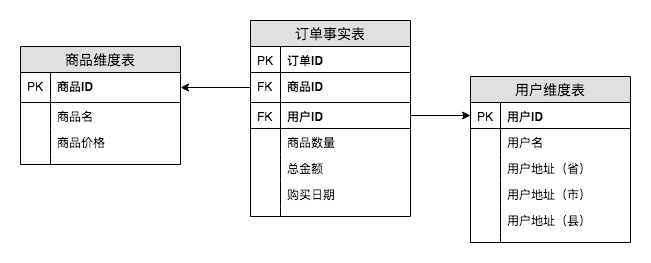 商品维度表
PK 商品ID
商品名
商品价格
订单事实表
PK 订单ID
FK 商品ID
FK 用户ID
商品数量
总金额
购买日期
用户维度表
PK 用户ID
用户名
用户地址（省）
用户地址（市）
用户地址（县）